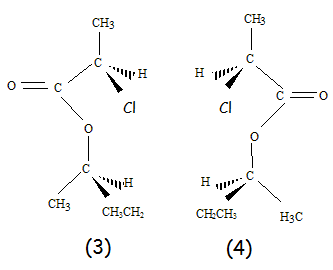 CH3 CH3
C H H C
O C Cl Cl C O
O O
C H H C
CH3 CH3CH2 CH2CH3 H3C
(3) (4)